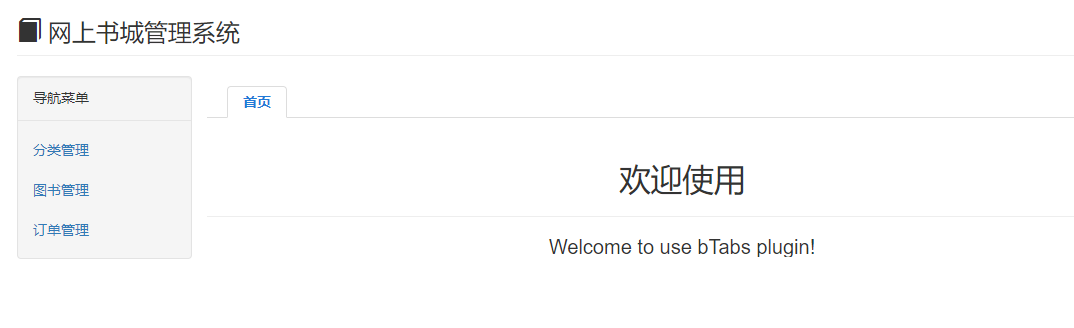 网上书城管理系统
导航菜单
分类管理
图书管理
订单管理
首页
欢迎使用
Welcome to use bTabs plugin!